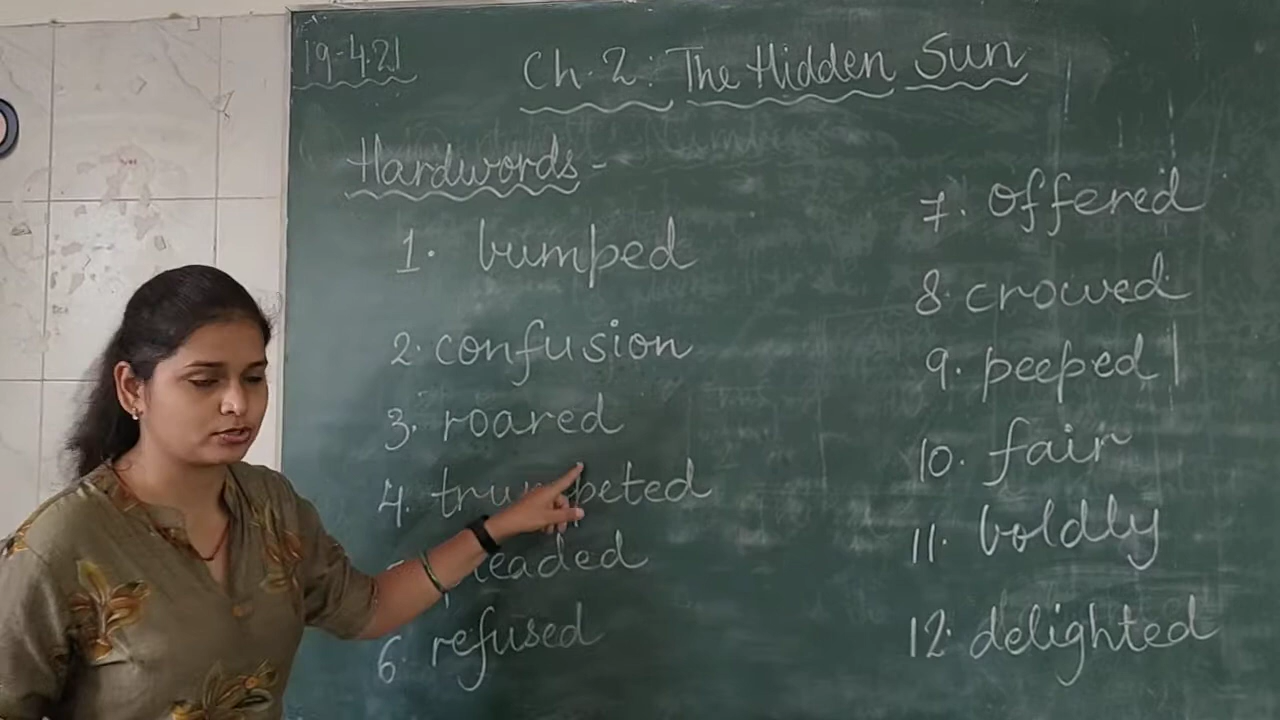 19-4.21
Ch. 2: The Hidden Sun
Hardwords -
1. bumped
2. confusion
3. roared
4. trumpeted
6. refused
7. offered
8. crowed
9. peeped
10. fair
11. boldly
12. delighted